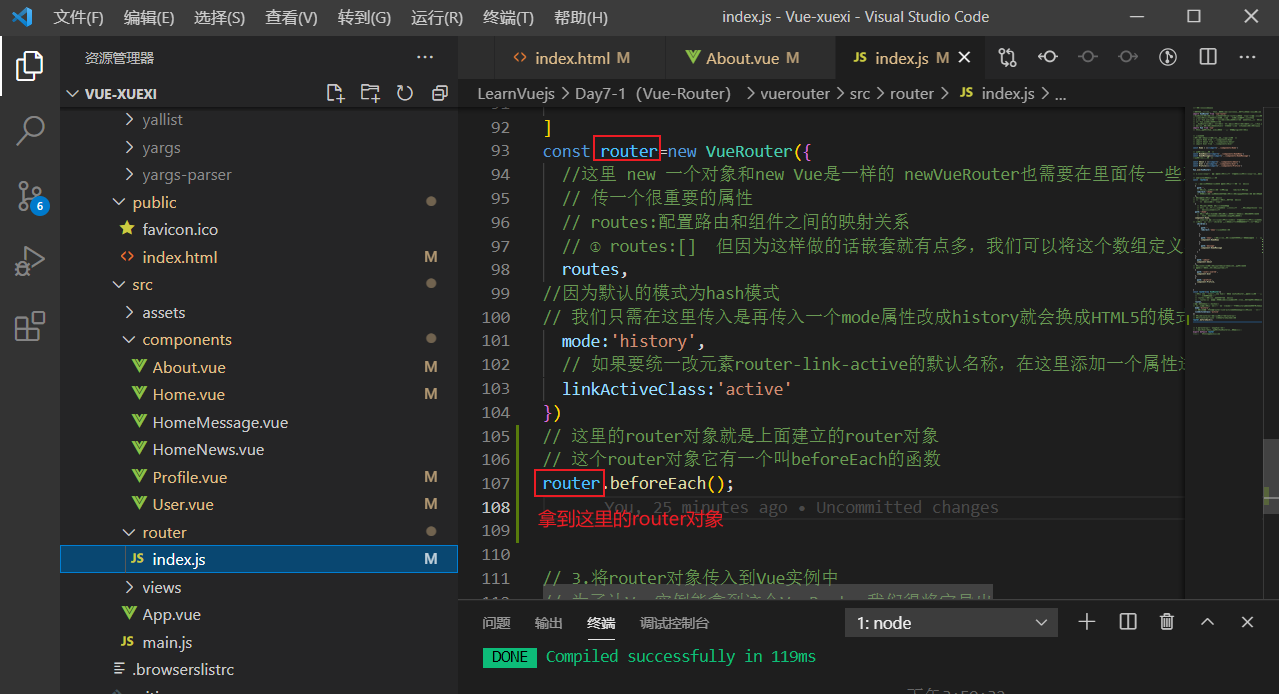 文件(F) 编辑(E) 选择(S) 查看(V) 转到(G) 运行(R) 终端(T) 帮助(H) index.js - Vue-xuexi - Visual Studio Code
资源管理器
VUE-XUEXI
yallist
yargs
yargs-parser
public
favicon.ico
index.html M
src
assets
components
About.vue M
Home.vue M
HomeMessage.vue
HomeNews.vue
Profile.vue M
User.vue M
router
index.js M
views
App.vue
main.js
.browserslistrc
6
index.html M About.vue M JS index.js M
LearnVuejs > Day7-1 (Vue-Router) > vuerouter > src > router > JS index.js > ...
92 ]
93 const router=new VueRouter({
94 //这里 new 一个对象和new Vue是一样的 newVueRouter也需要在里面传一些
95 // 传一个很重要的属性
96 // routes:配置路由和组件之间的映射关系
97 // ① routes:[] 但因为这样做的话嵌套就有点多，我们可以将这个数组定义
98 routes,
99 //因为默认的模式为hash模式
100 // 我们只需在这里传入是再传入一个mode属性改成history就会换成HTML5的模
101 mode:'history',
102 // 如果要统一改元素router-link-active的默认名称，在这里添加一个属性
103 linkActiveClass:'active'
104 })
105 // 这里的router对象就是上面建立的router对象
106 // 这个router对象它有一个叫beforeEach的函数
107 router.beforeEach();
108 You, 25 minutes ago • Uncommitted changes
拿到这里的router对象
109
110
111 // 3.将router对象传入到Vue实例中
问题 输出 终端 调试控制台 1: node
DONE Compiled successfully in 119ms